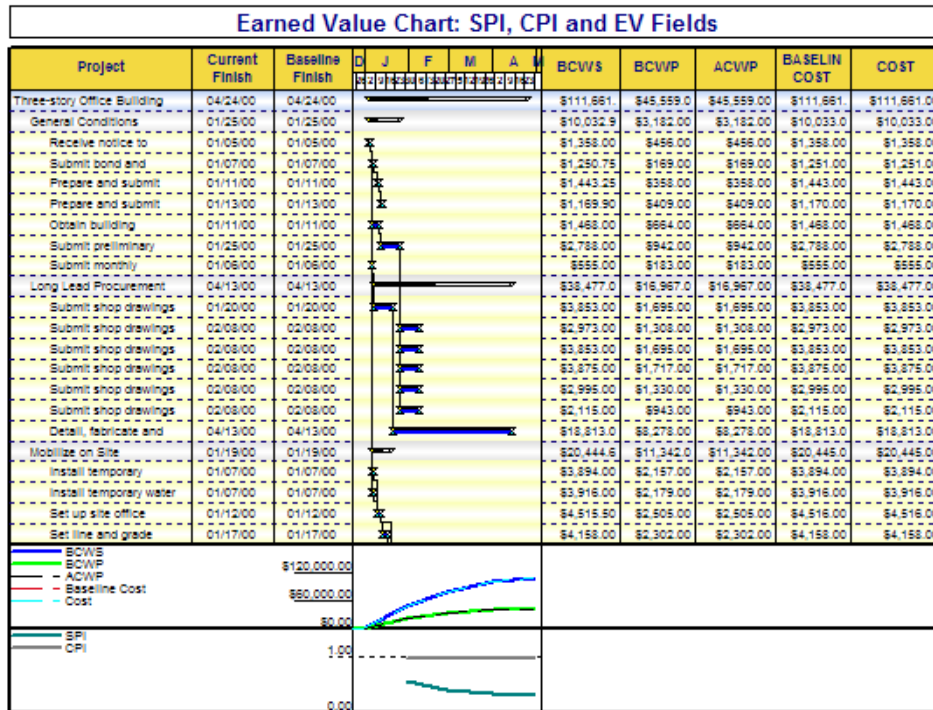 Earned Value Chart: SPI, CPI and EV Fields
Project Current Finish Baseline Finish D J F M A M BCWS BCWP ACWP BASELIN COST COST
Three-story Office Building 04/24/00 04/24/00 $111,661. $45,559.0 $45,559.00 $111,661. $111,661.0
General Conditions 01/25/00 01/25/00 $10,032.9 $3,182.00 $3,182.00 $10,033.0 $10,033.0
Receive notice to 01/05/00 01/05/00 $1,358.00 $456.00 $456.00 $1,358.00 $1,358.0
Submit bond and 01/07/00 01/07/00 $1,250.75 $169.00 $169.00 $1,251.00 $1,251.0
Prepare and submit 01/11/00 01/11/00 $1,443.25 $358.00 $358.00 $1,443.00 $1,443.0
Prepare and submit 01/13/00 01/13/00 $1,169.90 $409.00 $409.00 $1,170.00 $1,170.0
Obtain building 01/11/00 01/11/00 $1,468.00 $664.00 $664.00 $1,468.00 $1,468.0
Submit preliminary 01/25/00 01/25/00 $2,788.00 $942.00 $942.00 $2,788.00 $2,788.0
Submit monthly 01/06/00 01/06/00 $555.00 $183.00 $183.00 $555.00 $555.0
Long Lead Procurement 04/13/00 04/13/00 $38,477.0 $16,967.0 $16,967.00 $38,477.0 $38,477.0
Submit shop drawings 01/20/00 01/20/00 $3,853.00 $1,695.00 $1,695.00 $3,853.00 $3,853.0
Submit shop drawings 02/08/00 02/08/00 $2,973.00 $1,308.00 $1,308.00 $2,973.00 $2,973.0
Submit shop drawings 02/08/00 02/08/00 $3,853.00 $1,695.00 $1,695.00 $3,853.00 $3,853.0
Submit shop drawings 02/08/00 02/08/00 $3,875.00 $1,717.00 $1,717.00 $3,875.00 $3,875.0
Submit shop drawings 02/08/00 02/08/00 $2,995.00 $1,330.00 $1,330.00 $2,995.00 $2,995.0
Submit shop drawings 02/08/00 02/08/00 $2,115.00 $943.00 $943.00 $2,115.00 $2,115.0
Detail, fabricate and 04/13/00 04/13/00 $18,813.0 $8,278.00 $8,278.00 $18,813.0 $18,813.0
Mobilize on Site 01/19/00 01/19/00 $20,444.6 $11,342.0 $11,342.00 $20,445.0 $20,445.0
Install temporary 01/07/00 01/07/00 $3,894.00 $2,157.00 $2,157.00 $3,894.00 $3,894.0
Install temporary water 01/07/00 01/07/00 $3,916.00 $2,179.00 $2,179.00 $3,916.00 $3,916.0
Set up site office 01/12/00 01/12/00 $4,515.50 $2,505.00 $2,505.00 $4,516.00 $4,516.0
Set line and grade 01/17/00 01/17/00 $4,158.00 $2,302.00 $2,302.00 $4,158.00 $4,158.0
BCWS
BCWP $120,000.00
ACWP
Baseline Cost $60,000.00
Cost
$0.00
SPI
CPI 1.00
0.00